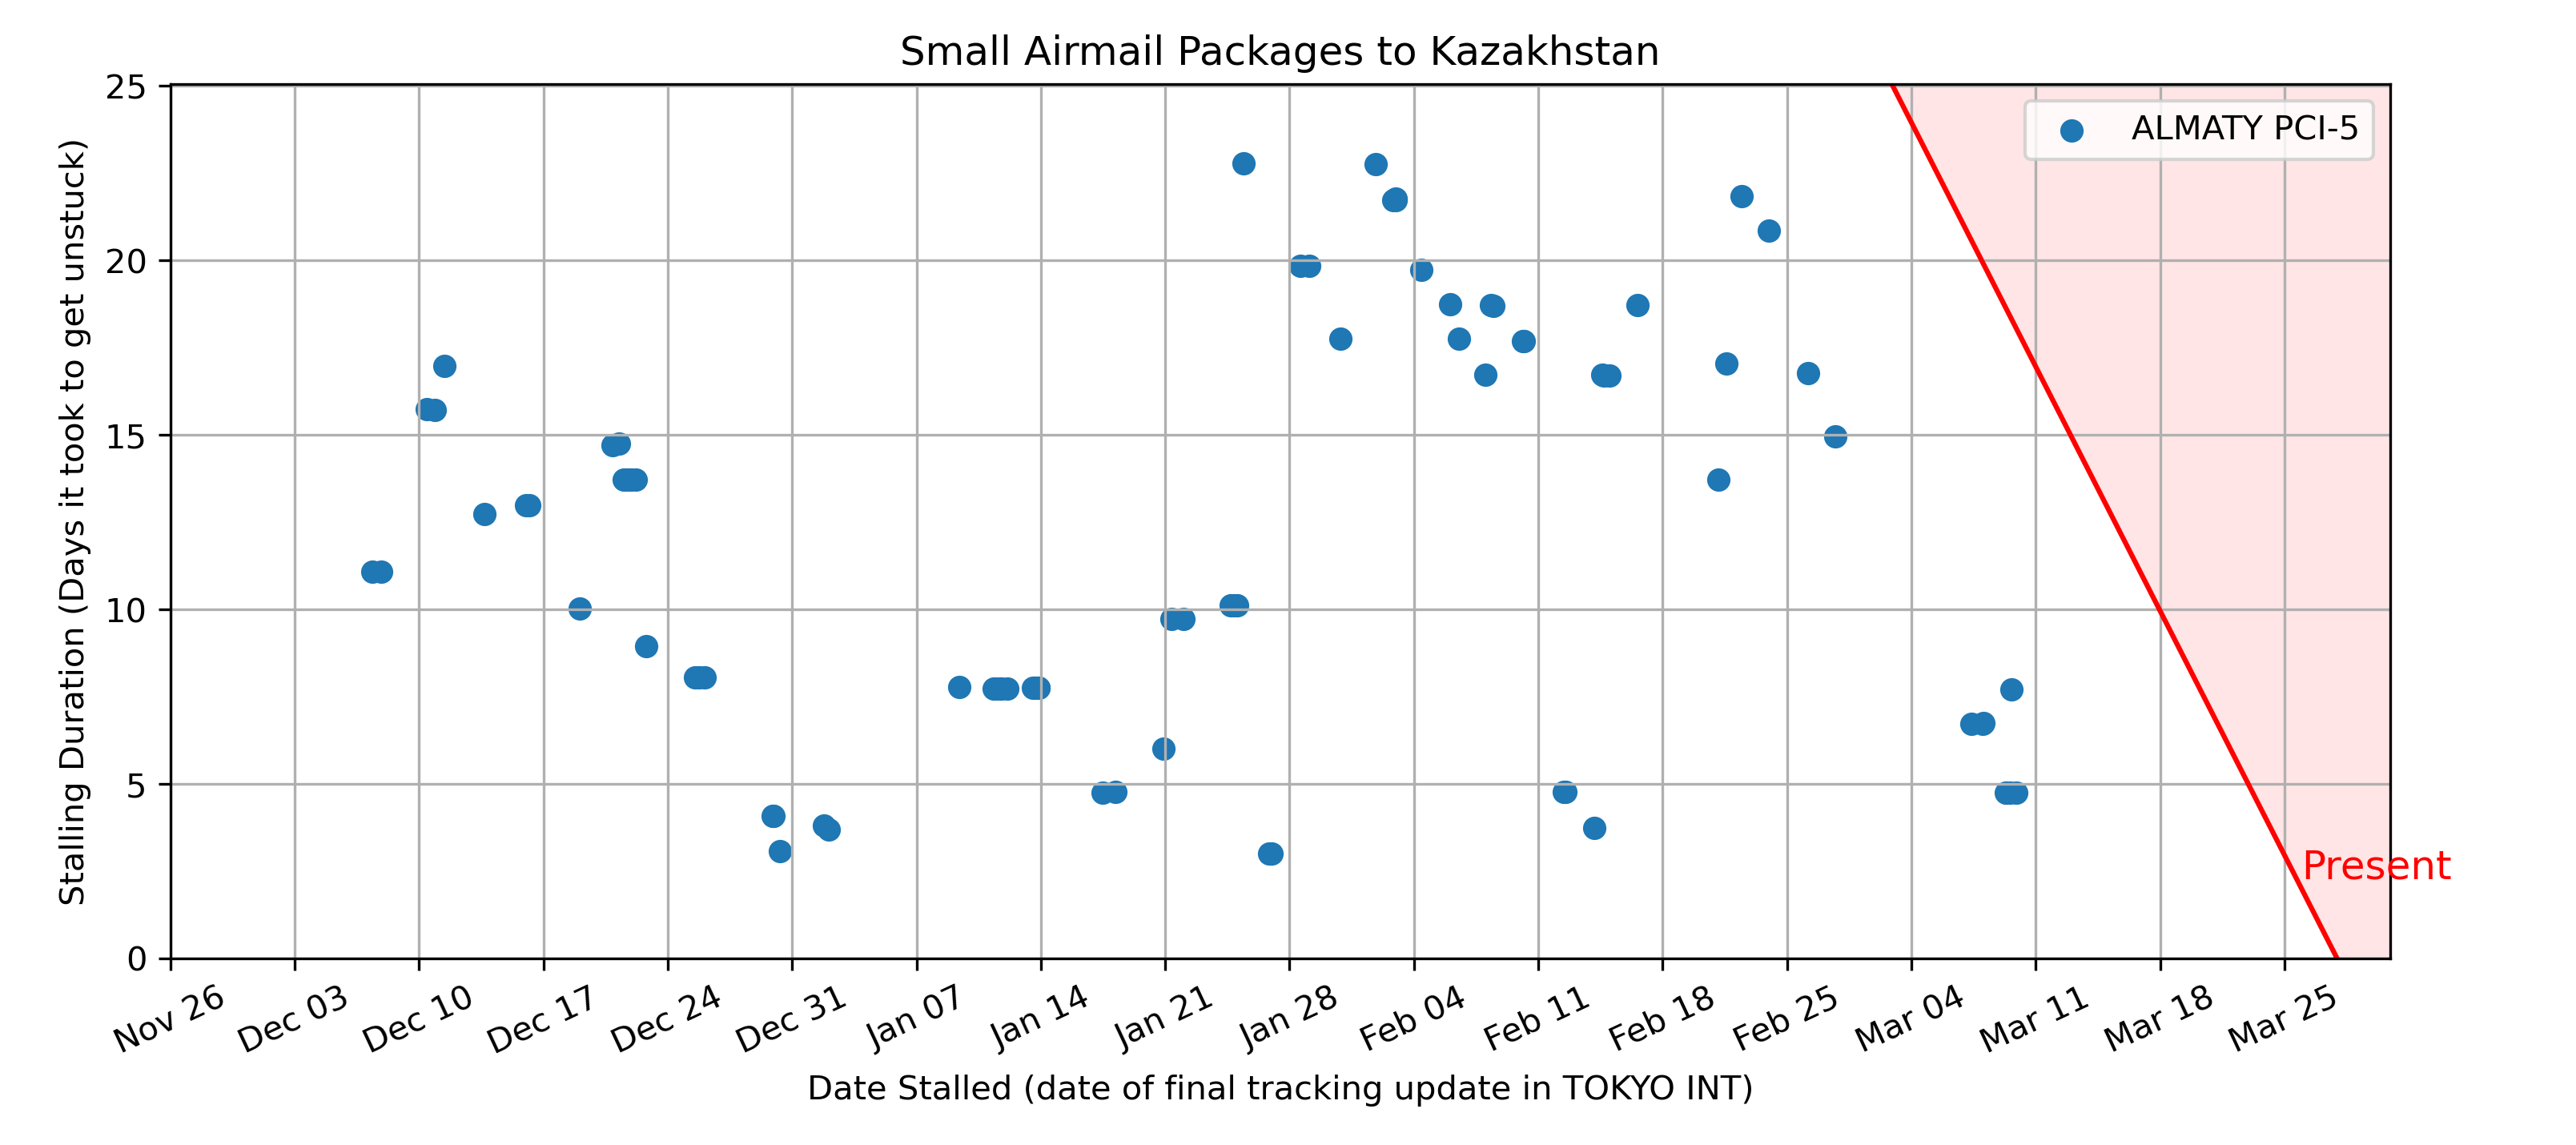 Small Airmail Packages to Kazakhstan
ALMATY PCI-5
Present
Stalling Duration (Days it took to get unstuck)
25
20
15
10
5
0
Nov 26
Dec 03
Dec 10
Dec 17
Dec 24
Dec 31
Jan 07
Jan 14
Jan 21
Jan 28
Feb 04
Feb 11
Feb 18
Feb 25
Mar 04
Mar 11
Mar 18
Mar 25
Date Stalled (date of final tracking update in TOKYO INT)